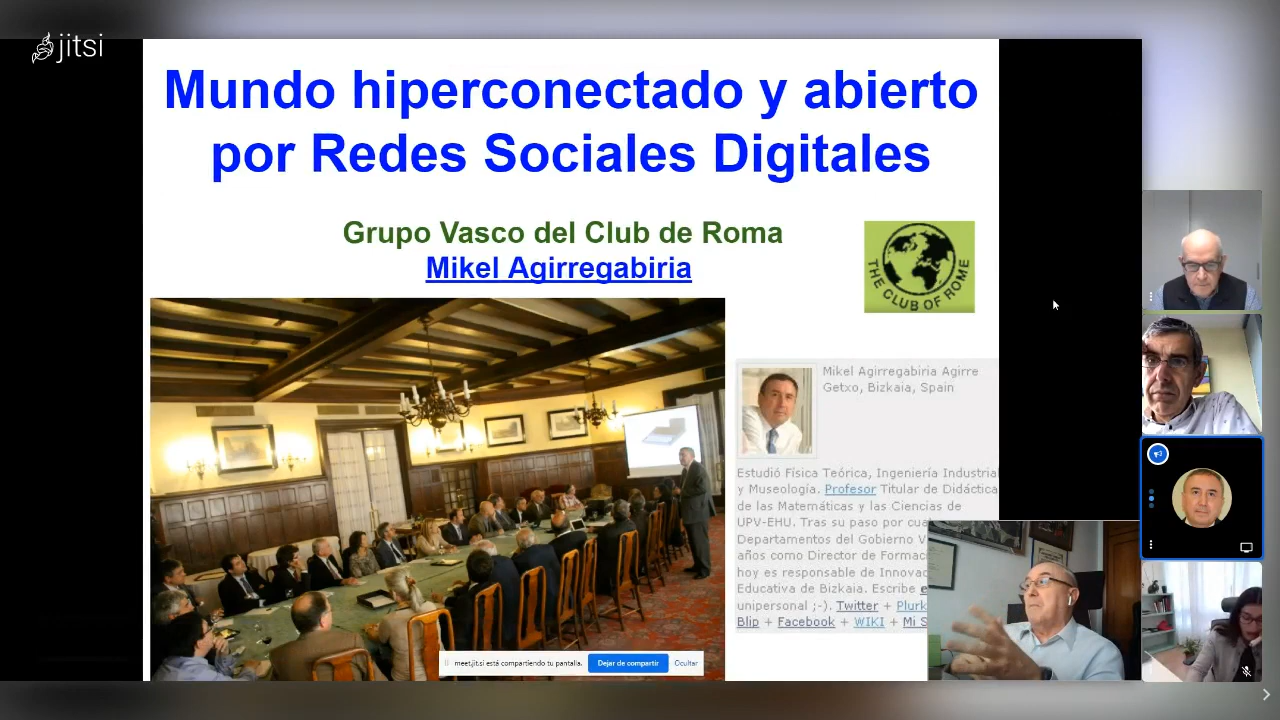 jitsi
Mundo hiperconectado y abierto
por Redes Sociales Digitales
Grupo Vasco del Club de Roma
Mikel Agirregabiria
THE CLUB OF ROME
Mikel Agirregabiria Agirre
Getxo, Bizkaia, Spain
Estudió Física Teórica, Ingeniería Industrial
y Museología. Profesor Titular de Didáctica
de las Matemáticas y las Ciencias de
UPV-EHU. Tras su paso por
Departamentos del Gobierno V
años como Director de Formac
hoy es responsable de Innovac
Educativa de Bizkaia. Escribe e
unipersonal ;-). Twitter + Plurk
Blip + Facebook + WIKI + Mi S
meet.jit.si está compartiendo tu pantalla. Dejar de compartir Ocultar